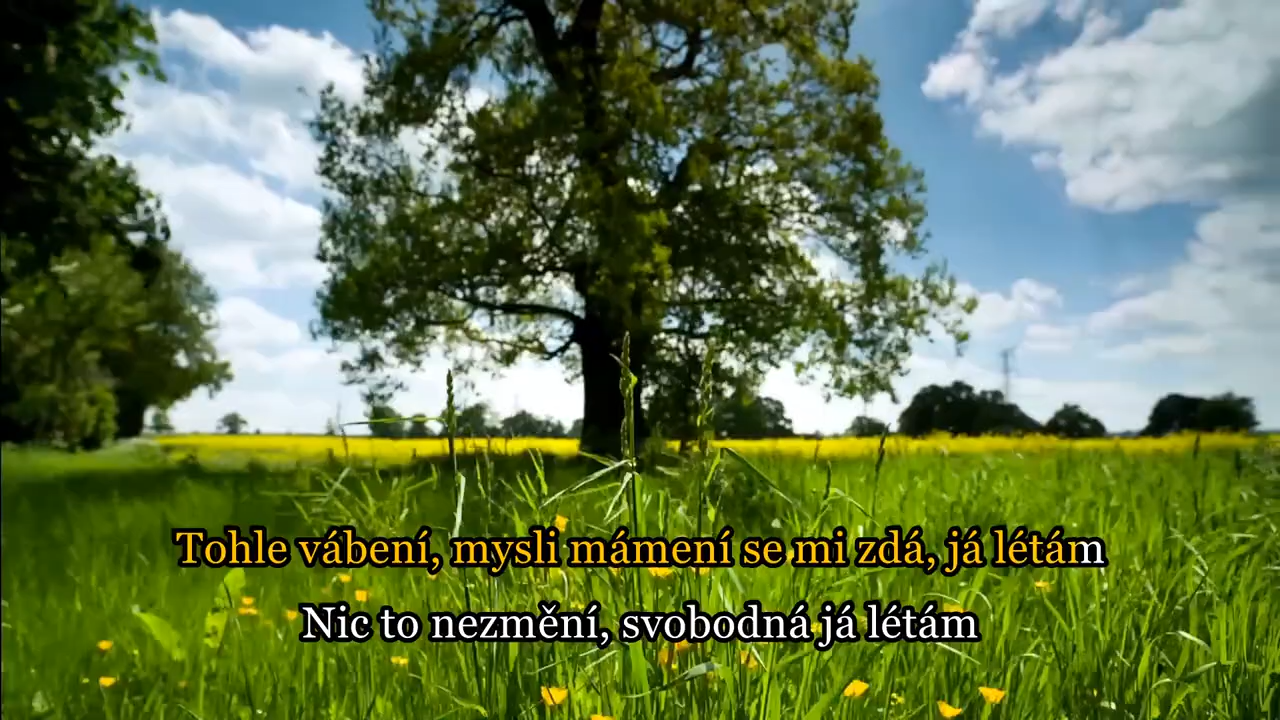 Tohle vábení, mysli mámení se mi zdá, já létám
Nic to nezmění, svobodná já létám